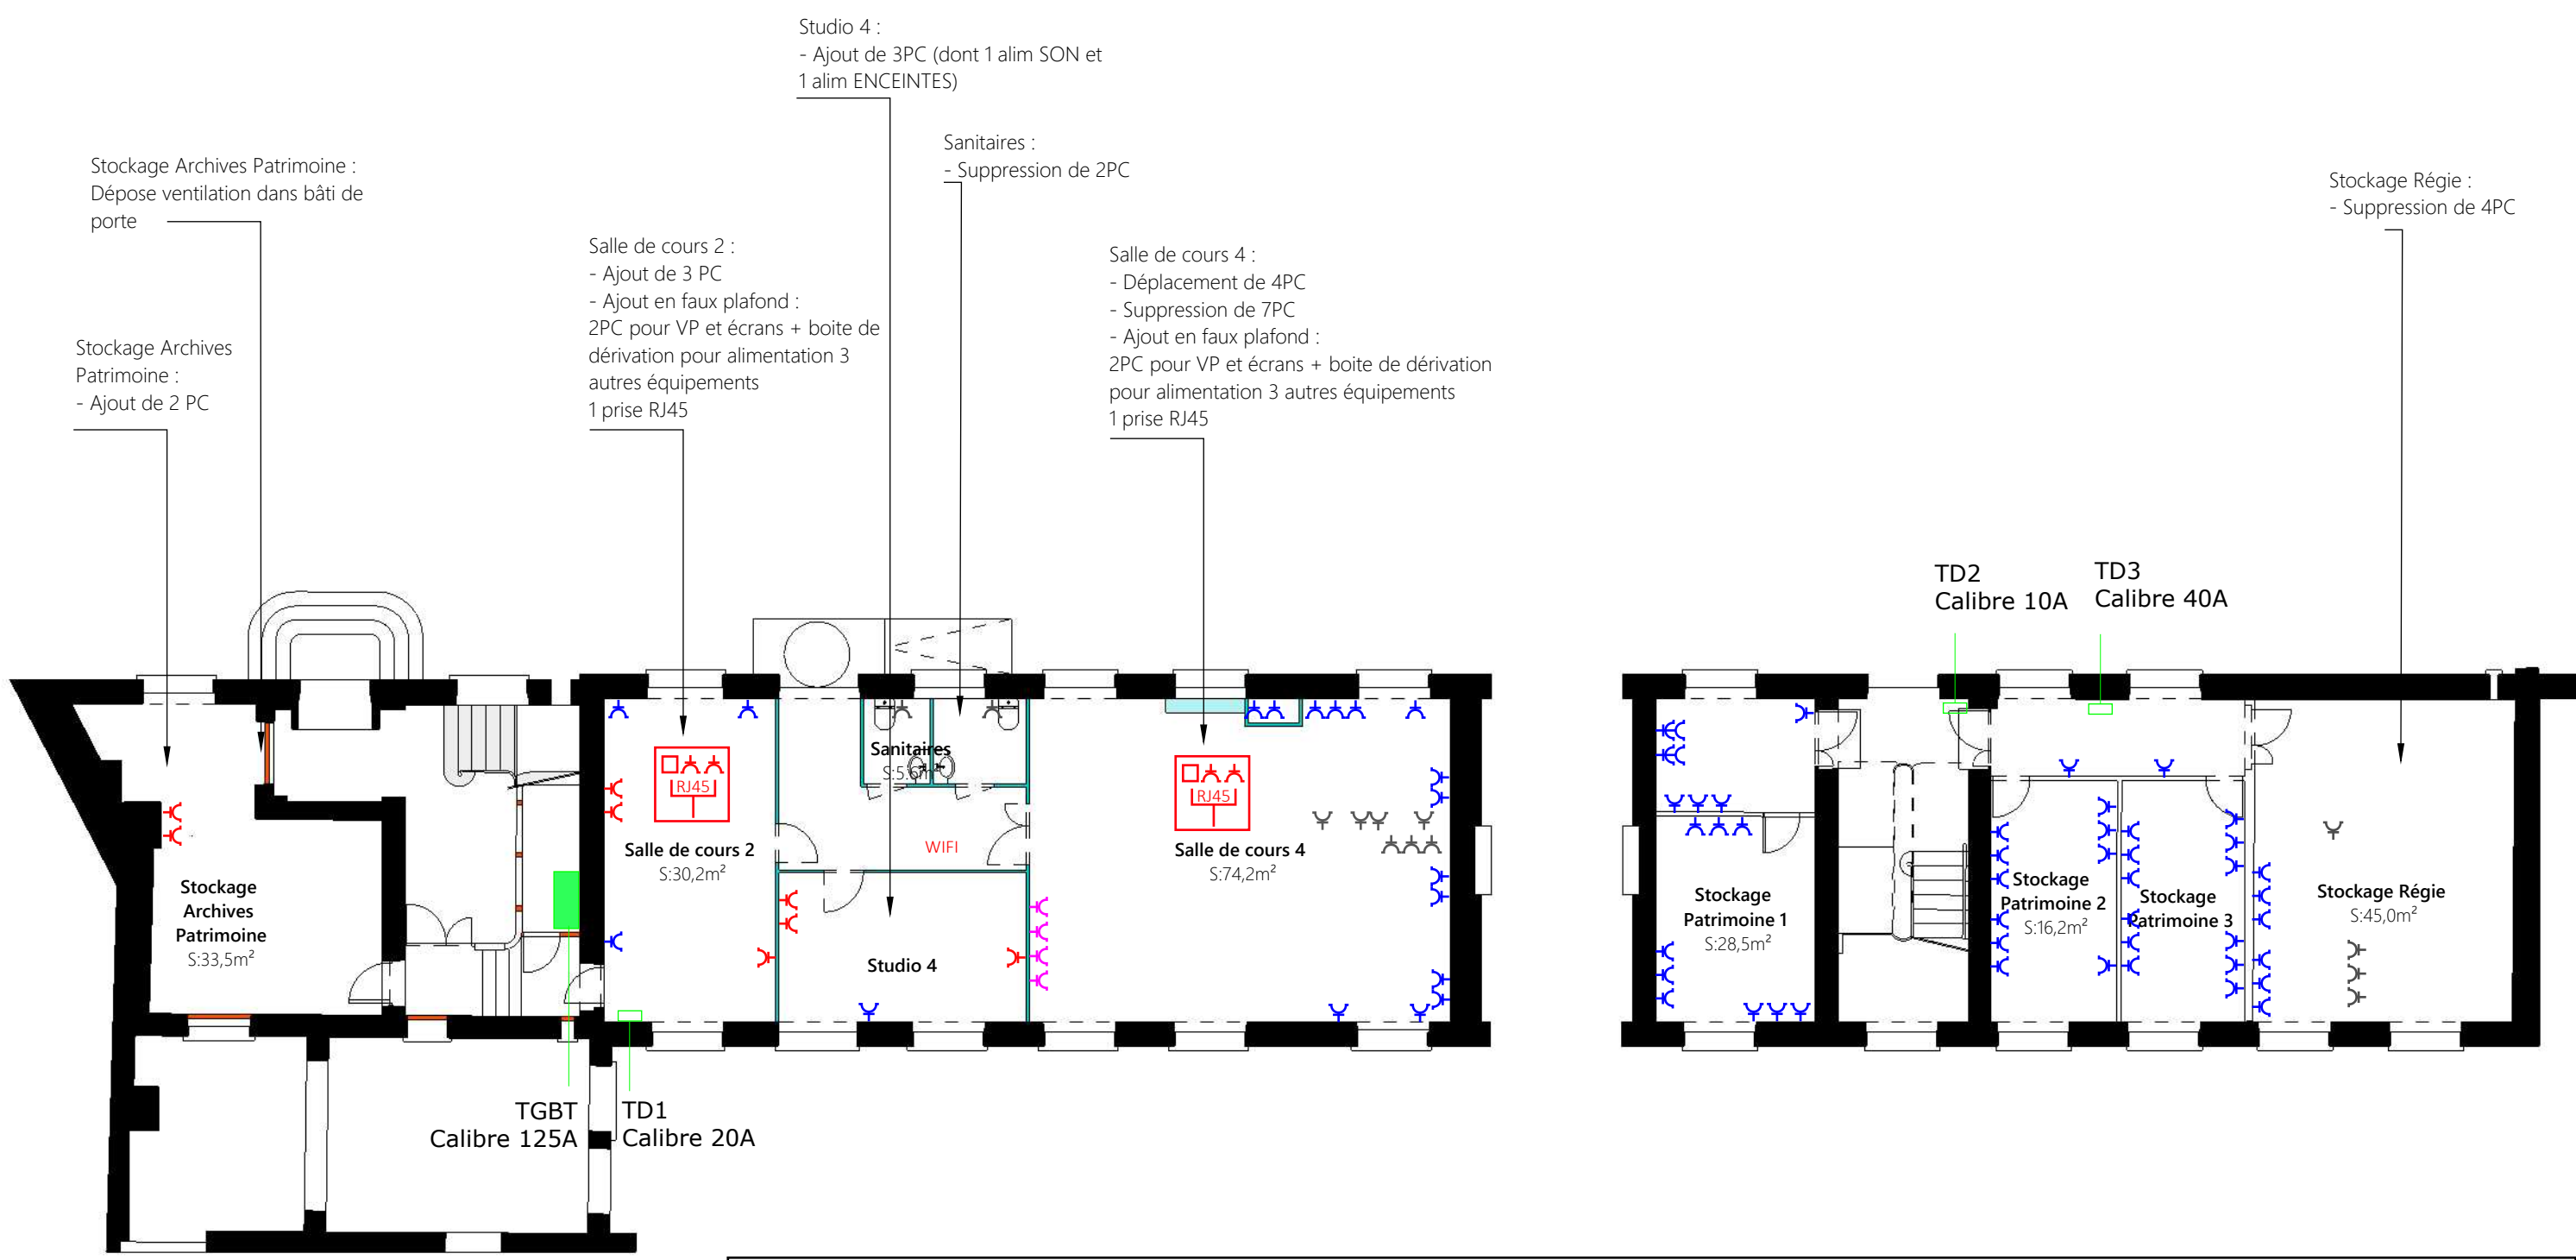 Studio 4 :
- Ajout de 3PC (dont 1 alim SON et
1 alim ENCEINTES)
Sanitaires :
- Suppression de 2PC
Stockage Archives Patrimoine :
Dépose ventilation dans bâti de
porte
Stockage Régie :
- Suppression de 4PC
Salle de cours 2 :
- Ajout de 3 PC
- Ajout en faux plafond :
2PC pour VP et écrans + boite de
dérivation pour alimentation 3
autres équipements
1 prise RJ45
Salle de cours 4 :
- Déplacement de 4PC
- Suppression de 7PC
- Ajout en faux plafond :
2PC pour VP et écrans + boite de dérivation
pour alimentation 3 autres équipements
1 prise RJ45
Stockage Archives
Patrimoine :
- Ajout de 2 PC
TD2
Calibre 10A
TD3
Calibre 40A
Sanitaires
S:5.6m²
RJ45
RJ45
WIFI
Salle de cours 2
S:30,2m²
Salle de cours 4
S:74,2m²
Stockage
Archives
Patrimoine
S:33,5m²
Studio 4
Stockage
Patrimoine 1
S:28,5m²
Stockage
Patrimoine 2
S:16,2m²
Stockage
Patrimoine 3
Stockage Régie
S:45,0m²
TGBT
Calibre 125A
TD1
Calibre 20A